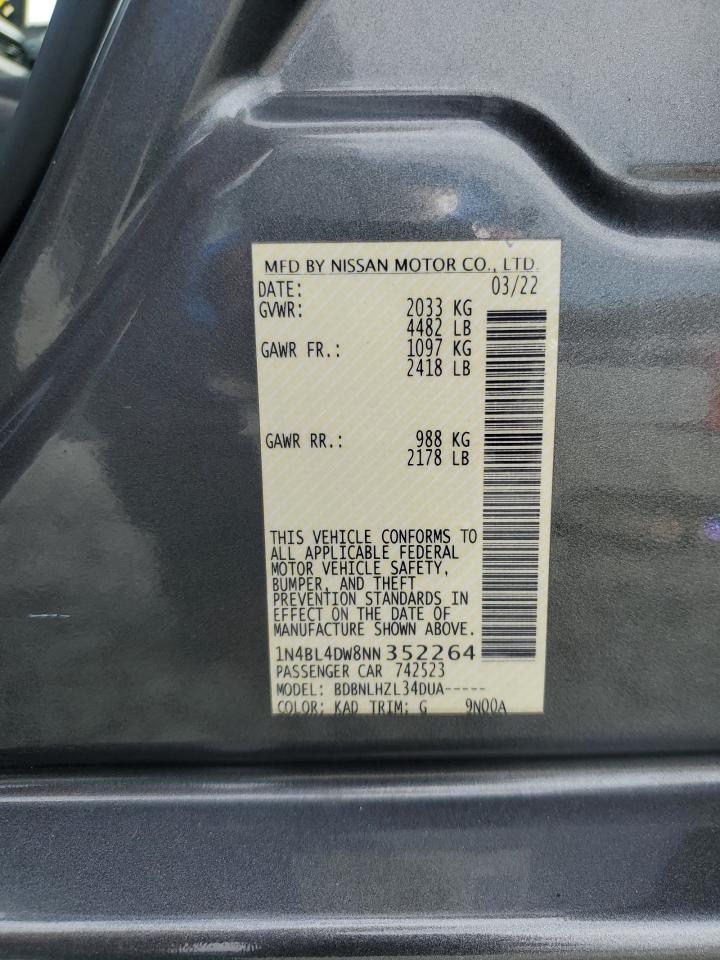 MFD BY NISSAN MOTOR CO., LTD.
DATE: 03/22
GVWR: 2033 KG
4482 LB
GAWR FR.: 1097 KG
2418 LB
GAWR RR.: 988 KG
2178 LB
THIS VEHICLE CONFORMS TO
ALL APPLICABLE FEDERAL
MOTOR VEHICLE SAFETY,
BUMPER, AND THEFT
PREVENTION STANDARDS IN
EFFECT ON THE DATE OF
MANUFACTURE SHOWN ABOVE.
1N4BL4DW8NN352264
PASSENGER CAR 742523
MODEL: BDBNLHZL34DUA-----
COLOR: KAD TRIM: G 9N00A